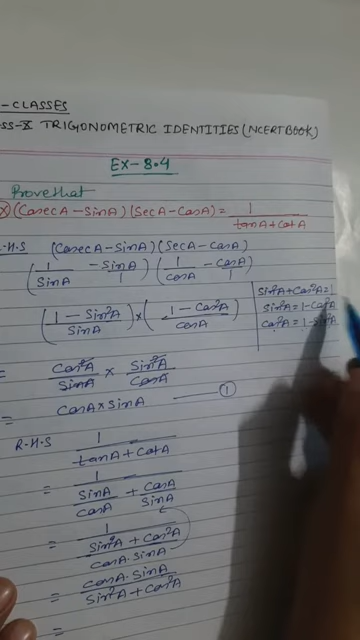 -CLASSES
SS-X TRIGONOMETRIC IDENTITIES (NCERT BOOK)
EX-8.4
Prove that
(CosecA-SinA)(SecA-CosA) = 1/(tanA+CotA)
.H.S (CosecA-SinA)(SecA-CosA)
(1/SinA - SinA/1)(1/CosA - CosA/1)
((1-Sin²A)/SinA) × ((1-Cos²A)/CosA)
Sin²A+Cos²A=1
Sin²A=1-Cos²A
Cos²A=1-Sin²A
= Cos²A/SinA × Sin²A/CosA
= CosA×SinA ——— ①
R.H.S 1/(tanA+CotA)
= 1/(SinA/CosA + CosA/SinA)
= 1/((Sin²A+Cos²A)/(CosA.SinA))
= CosA.SinA/(Sin²A+Cos²A)
=